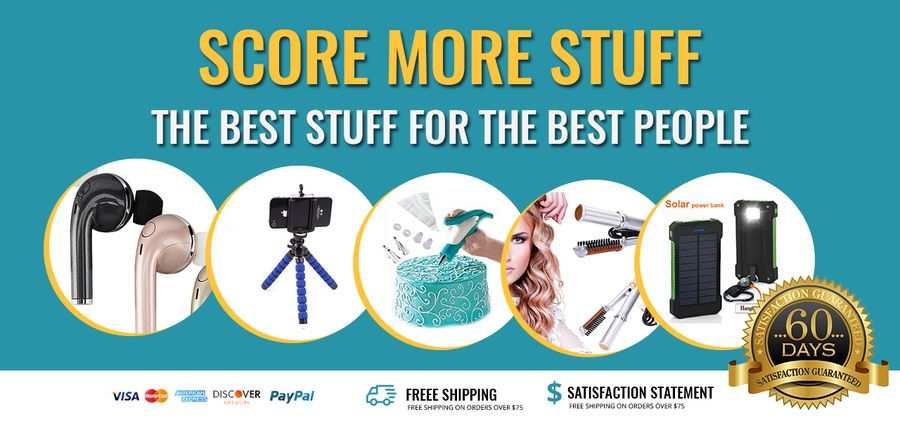 SCORE MORE STUFF
THE BEST STUFF FOR THE BEST PEOPLE
Solar power bank
SATISFACTION GUARANTEED
...60...
DAYS
SATISFACTION GUARANTEED
VISA
MasterCard
AMERICAN EXPRESS
DISCOVER
NETWORK
PayPal
FREEE SHIPPING
FREE SHIPPING ON ORDERS OVER $75
$ SATISFACTION STATEMENT
FREE SHIPPING ON ORDERS OVER $75